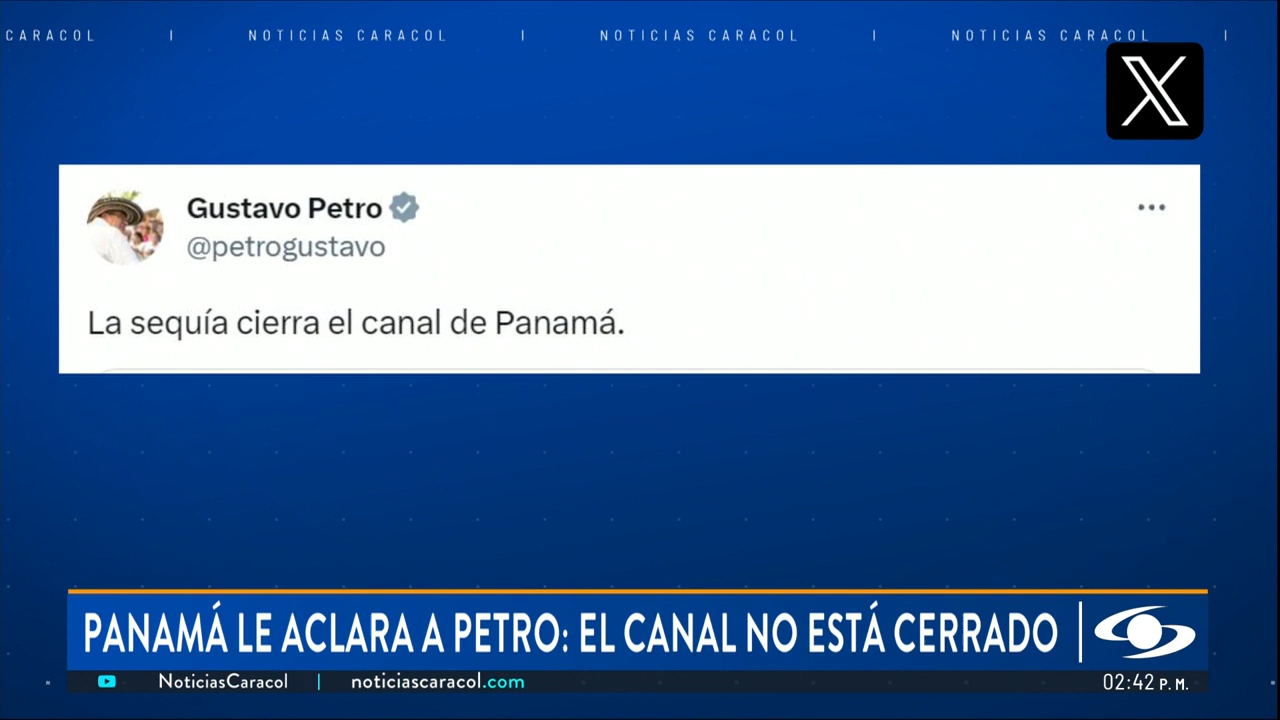 CARACOL | NOTICIAS CARACOL | NOTICIAS CARACOL | NOTICIAS CARACOL |
X
Gustavo Petro
@petrogustavo
La sequía cierra el canal de Panamá.
PANAMÁ LE ACLARA A PETRO: EL CANAL NO ESTÁ CERRADO
NoticiasCaracol | noticiascaracol.com
02:42 P. M.